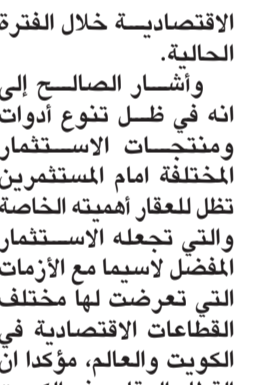 الاقتصادية خلال الفترة
الحالية.
وأشار الصالح إلى
انه في ظل تنوع أدوات
ومنتجات الاستثمار
المختلفة امام المستثمرين
تظل للعقار أهميته الخاصة
والتي تجعله الاستثمار
المفضل لاسيما مع الأزمات
التي تعرضت لها مختلف
القطاعات الاقتصادية في
الكويت والعالم، مؤكدا ان